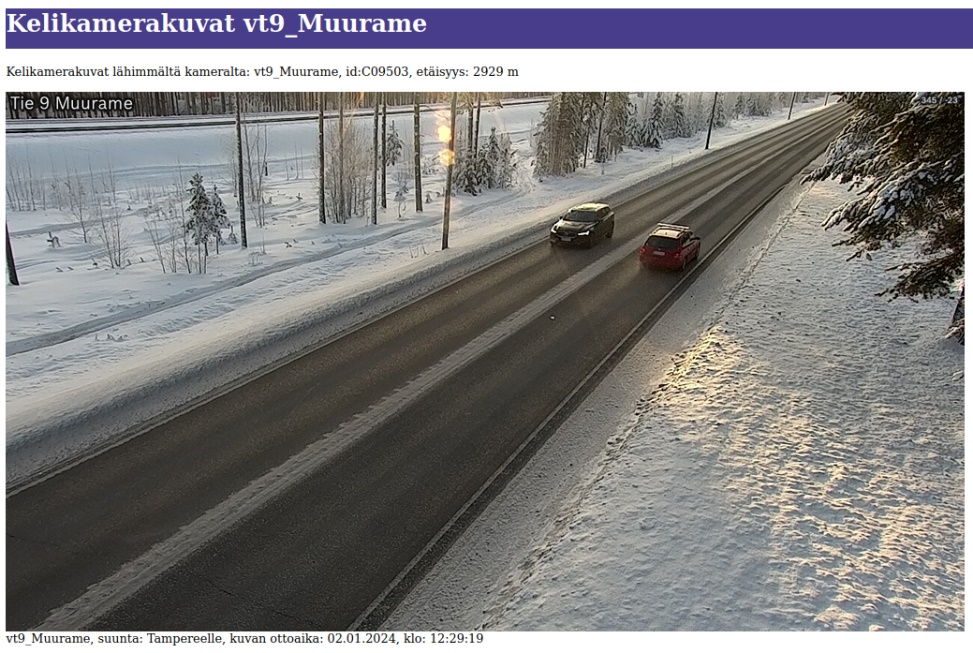 Kelikamerakuvat vt9_Muurame
Kelikamerakuvat lähimmältä kameralta: vt9_Muurame, id:C09503, etäisyys: 2929 m
Tie 9 Muurame
345 / -23
vt9_Muurame, suunta: Tampereelle, kuvan ottoaika: 02.01.2024, klo: 12:29:19